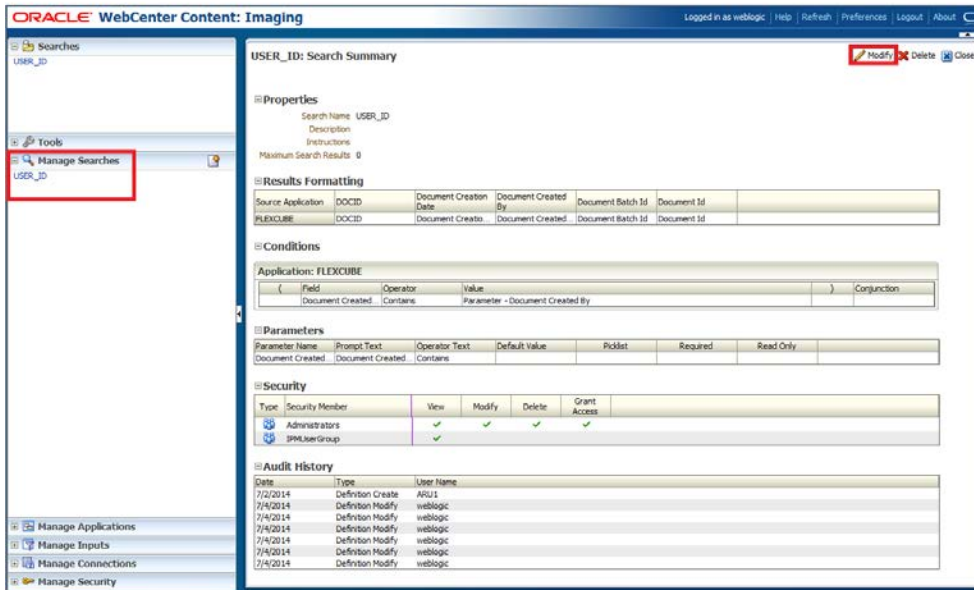 ORACLE WebCenter Content: Imaging
Logged in as weblogic Help Refresh Preferences Logout About
Searches
USER_ID
Tools
Manage Searches
USER_ID
Manage Applications
Manage Inputs
Manage Connections
Manage Security
USER_ID: Search Summary
Modify Delete Close
Properties
Search Name USER_ID
Description
Instructions
Maximum Search Results 0
Results Formatting
Source Application DOCID Document Creation Date Document Created By Document Batch Id Document Id
FLEXCUBE DOCID Document Creatio... Document Created... Document Batch Id Document Id
Conditions
Application: FLEXCUBE
( Field Operator Value ) Conjunction
Document Created... Contains Parameter - Document Created By
Parameters
Parameter Name Prompt Text Operator Text Default Value Picklist Required Read Only
Document Created... Document Created... Contains
Security
Type Security Member View Modify Delete Grant Access
Administrators
IPMUserGroup
Audit History
Date Type User Name
7/2/2014 Definition Create ARU1
7/4/2014 Definition Modify weblogic
7/4/2014 Definition Modify weblogic
7/4/2014 Definition Modify weblogic
7/4/2014 Definition Modify weblogic
7/4/2014 Definition Modify weblogic
7/4/2014 Definition Modify weblogic